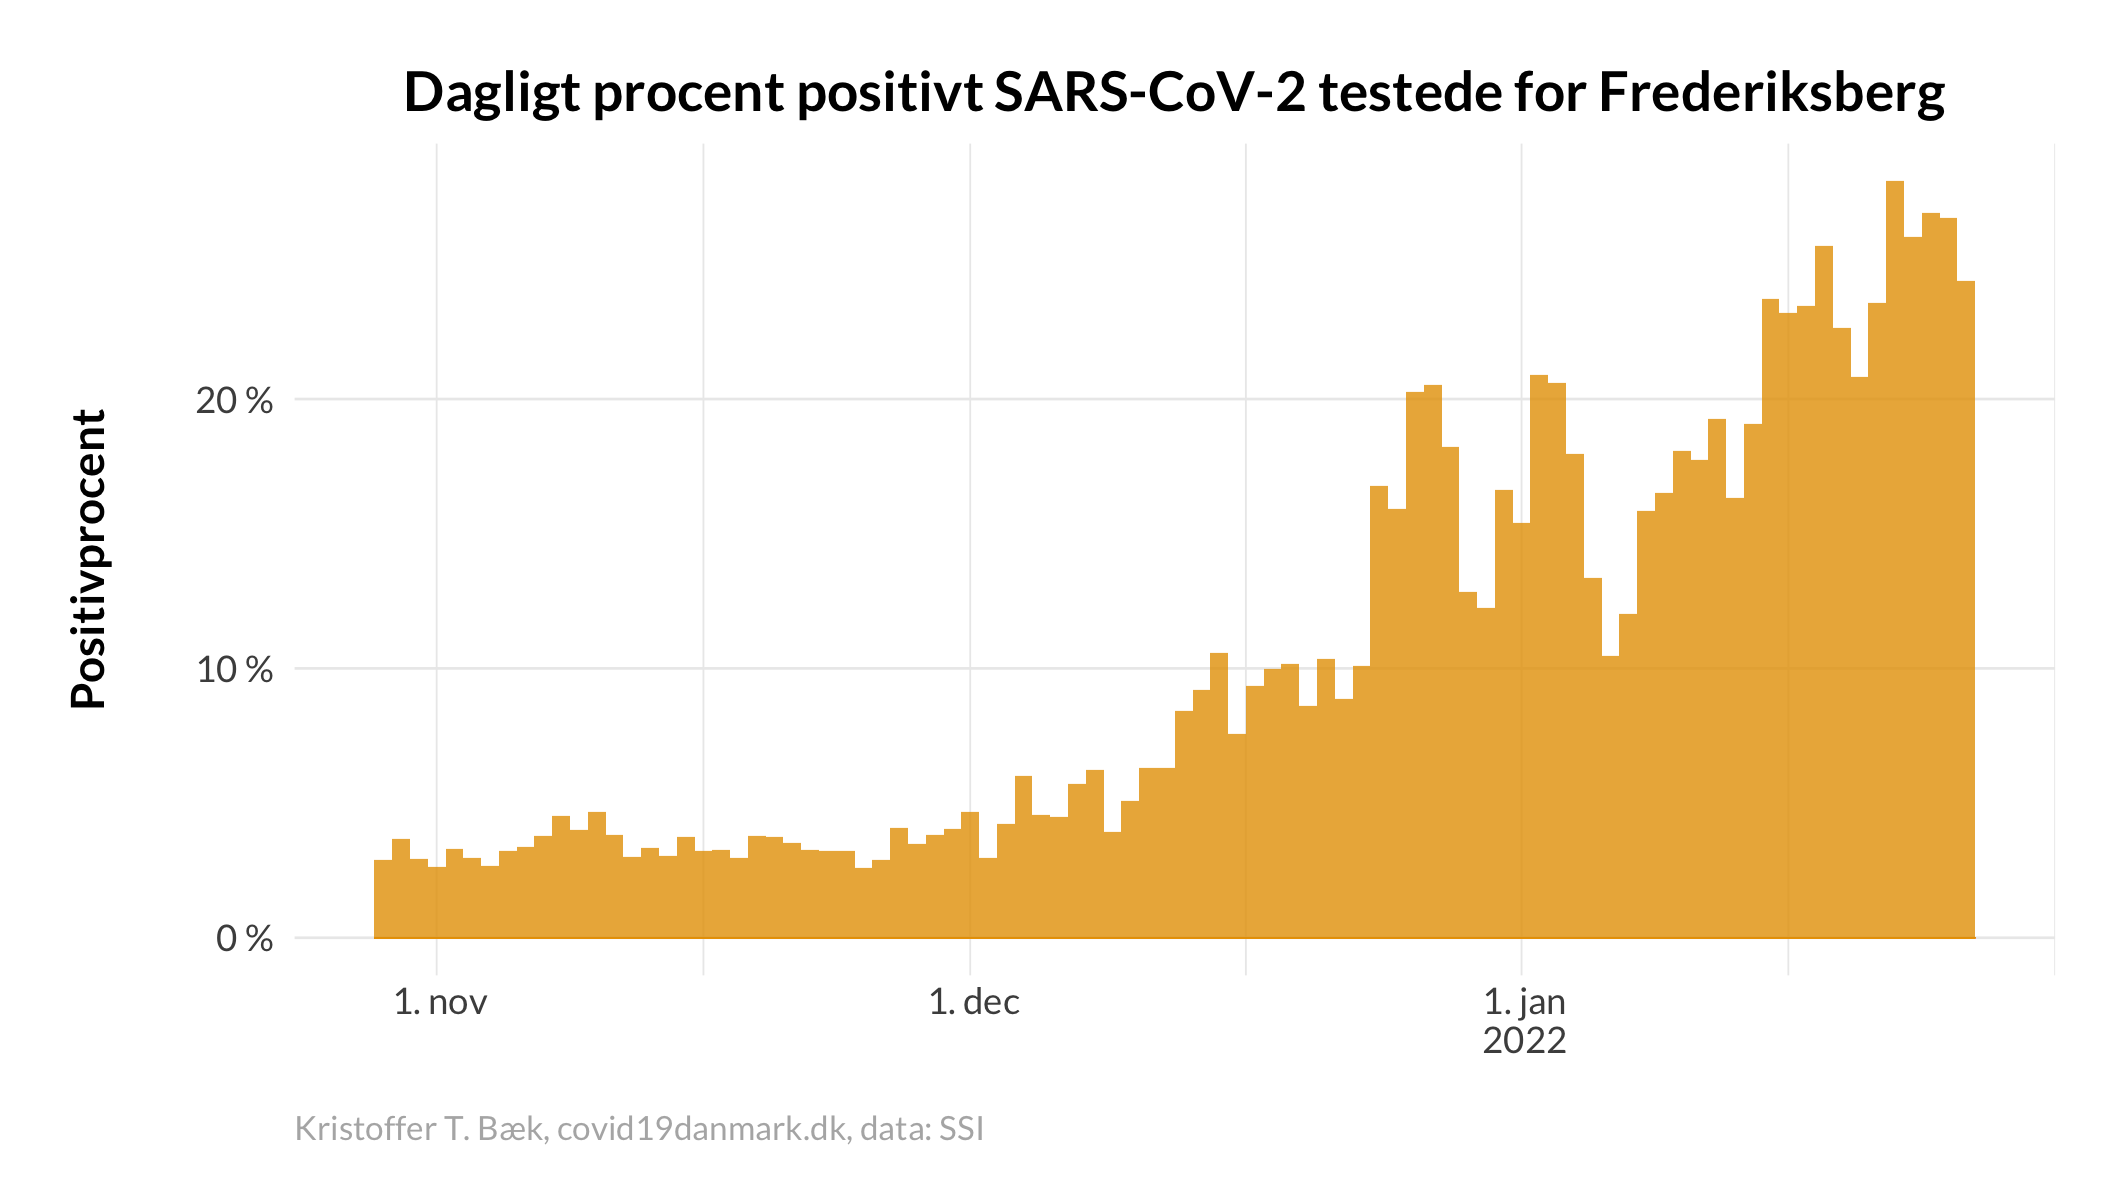 Dagligt procent positivt SARS-CoV-2 testede for Frederiksberg
Positivprocent
20 %
10 %
0 %
1. nov
1. dec
1. jan
2022
Kristoffer T. Bæk, covid19danmark.dk, data: SSI